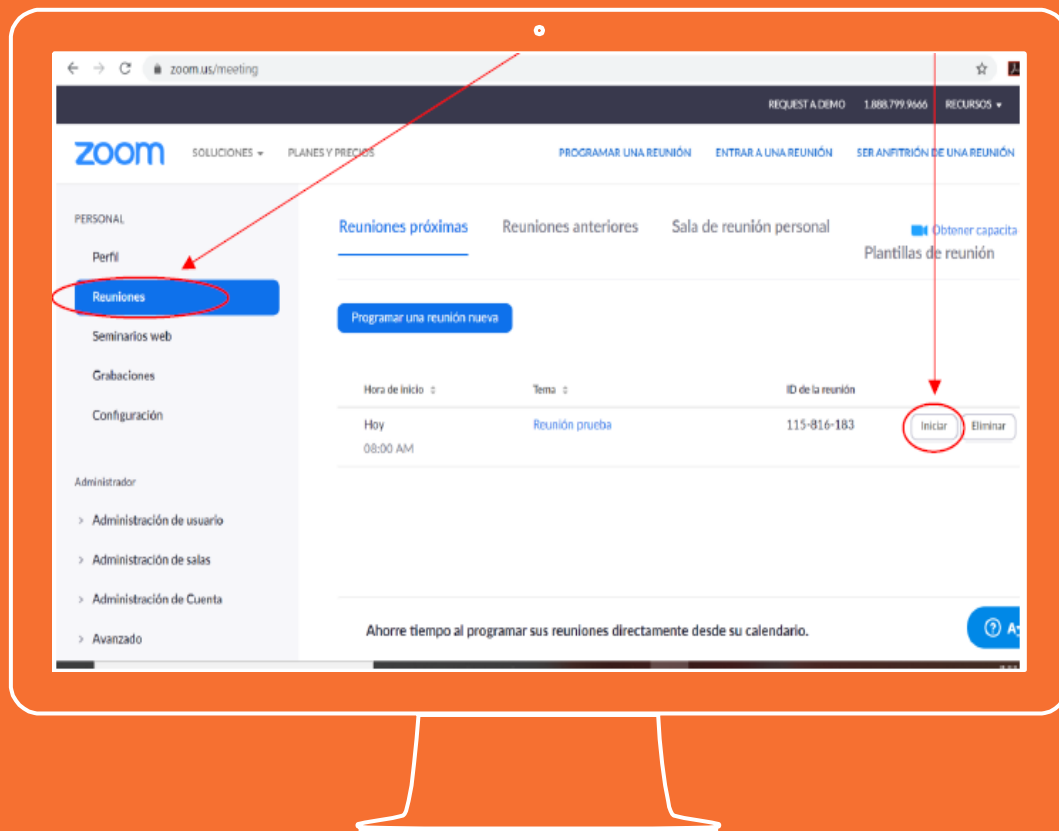 zoom.us/meeting
REQUEST A DEMO 1.888.799.9666 RECURSOS
zoom SOLUCIONES PLANES Y PRECIOS PROGRAMAR UNA REUNIÓN ENTRAR A UNA REUNIÓN SER ANFITRIÓN DE UNA REUNIÓN
PERSONAL
Perfil
Reuniones
Seminarios web
Grabaciones
Configuración
Administrador
Administración de usuario
Administración de salas
Administración de Cuenta
Avanzado
Reuniones próximas Reuniones anteriores Sala de reunión personal
Obtener capacita
Plantillas de reunión
Programar una reunión nueva
Hora de inicio Tema ID de la reunión
Hoy Reunión prueba 115-816-183 Iniciar Eliminar
08:00 AM
Ahorre tiempo al programar sus reuniones directamente desde su calendario.